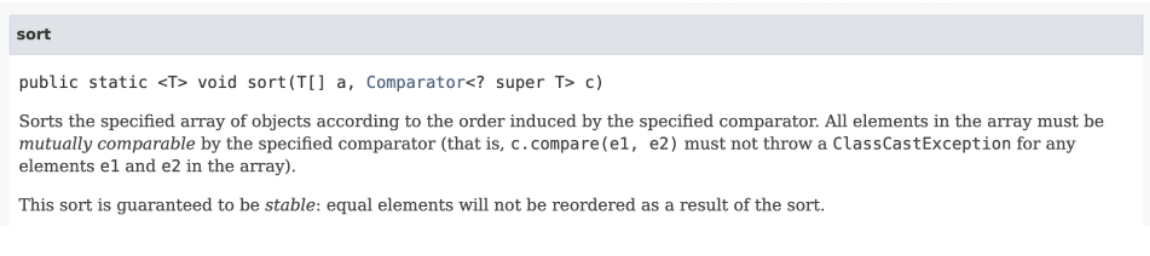 sort
public static <T> void sort(T[] a, Comparator<? super T> c)
Sorts the specified array of objects according to the order induced by the specified comparator. All elements in the array must be
mutually comparable by the specified comparator (that is, c.compare(e1, e2) must not throw a ClassCastException for any
elements e1 and e2 in the array).
This sort is guaranteed to be stable: equal elements will not be reordered as a result of the sort.